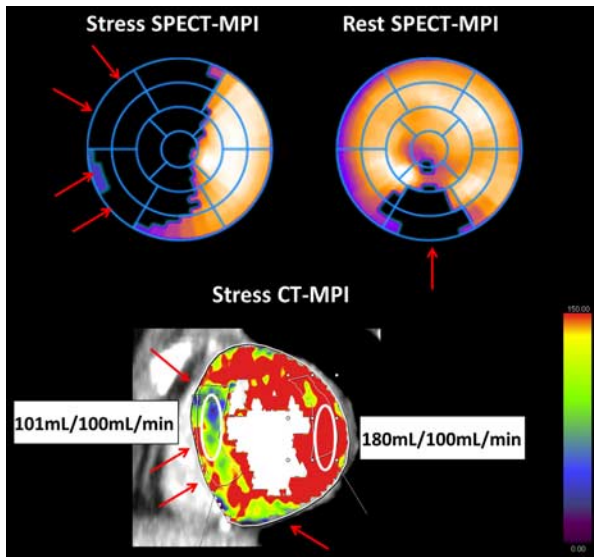 Stress SPECT-MPI
Rest SPECT-MPI
Stress CT-MPI
150.00
101mL/100mL/min
180mL/100mL/min
0.00